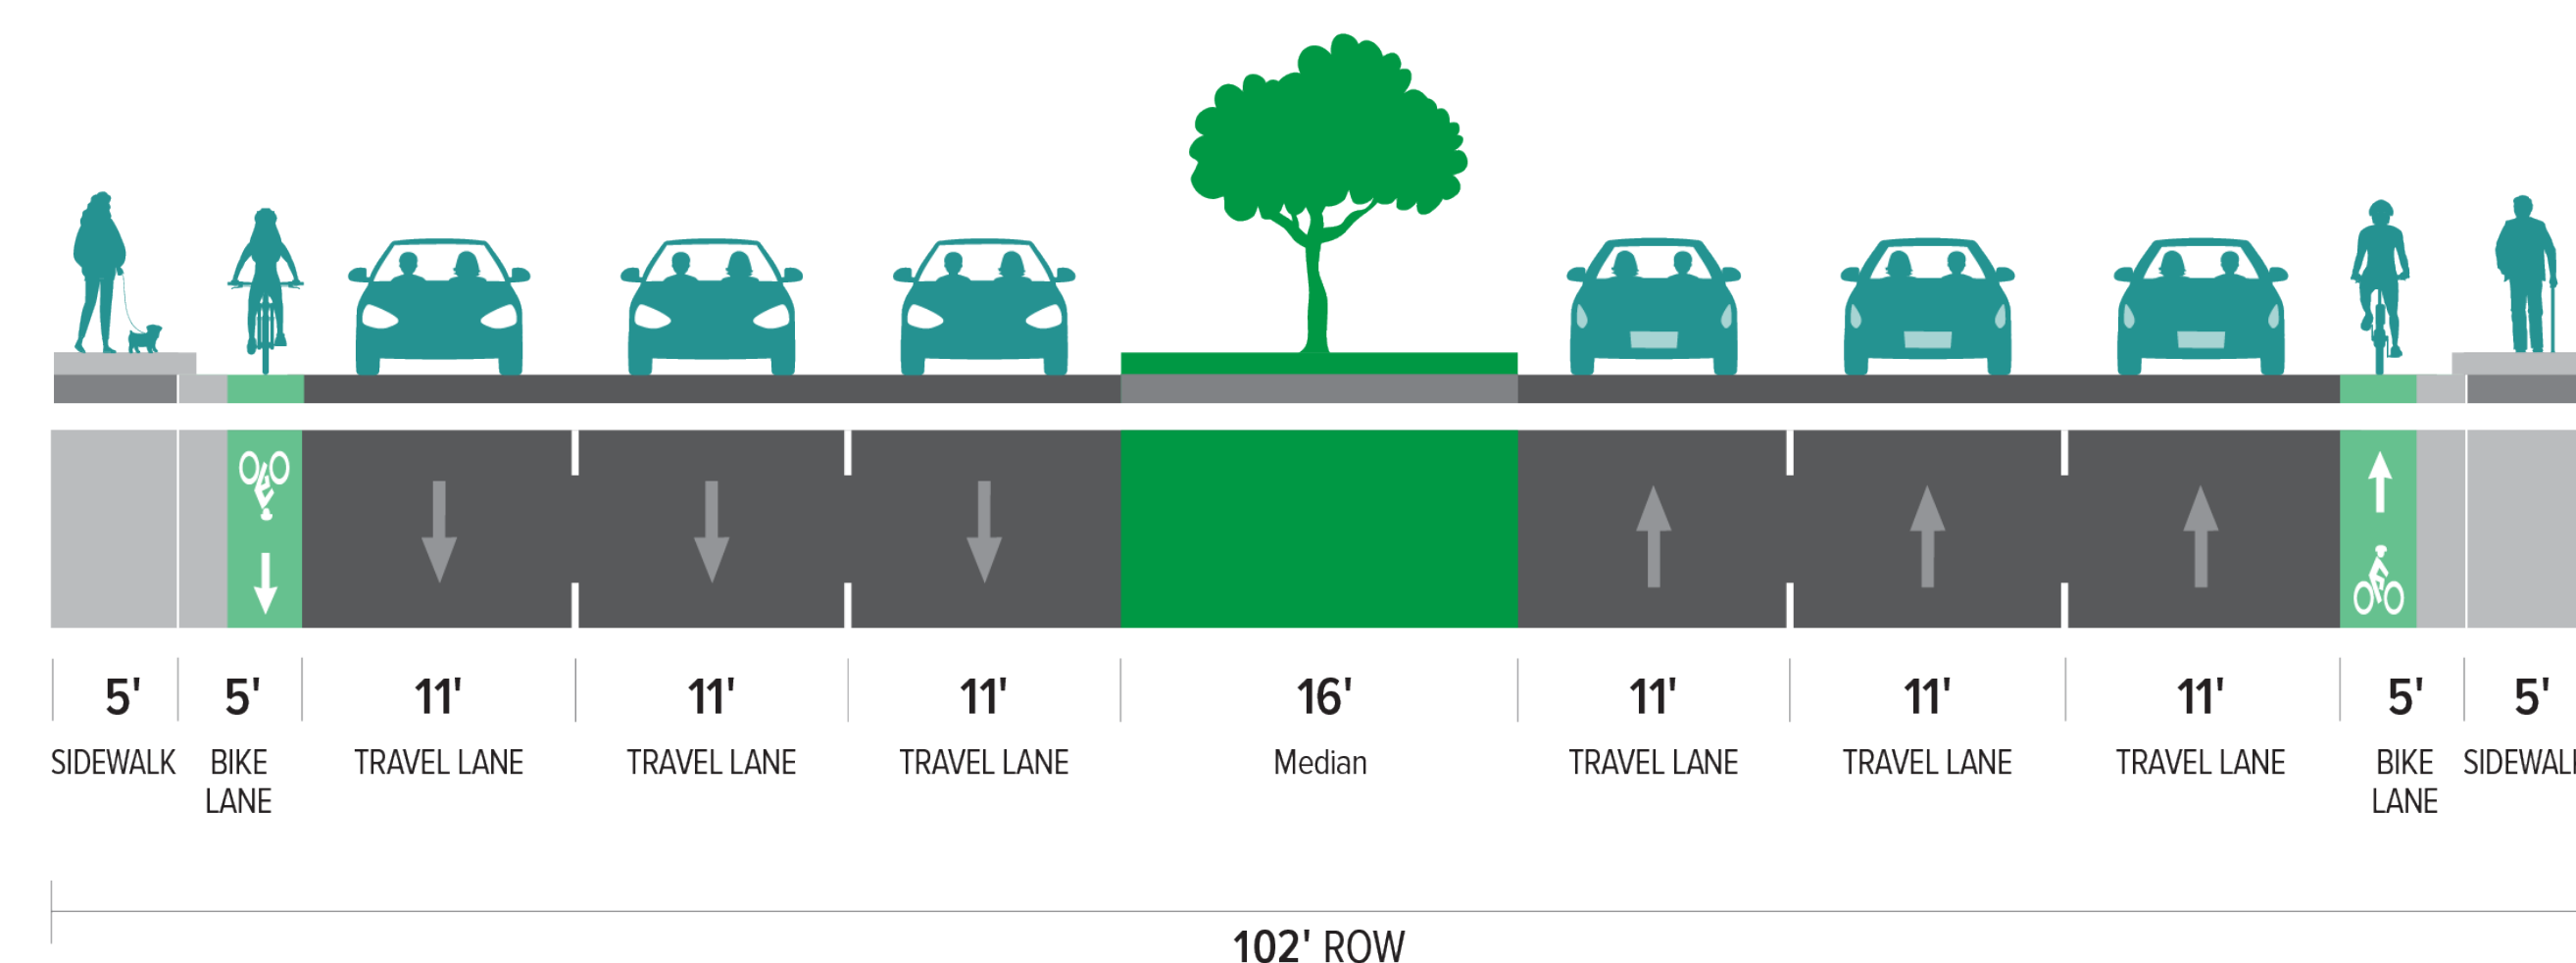 5' 5' 11' 11' 11' 16' 11' 11' 11' 5' 5'
SIDEWALK BIKE TRAVEL LANE TRAVEL LANE TRAVEL LANE Median TRAVEL LANE TRAVEL LANE TRAVEL LANE BIKE SIDEWALK
LANE LANE
102' ROW